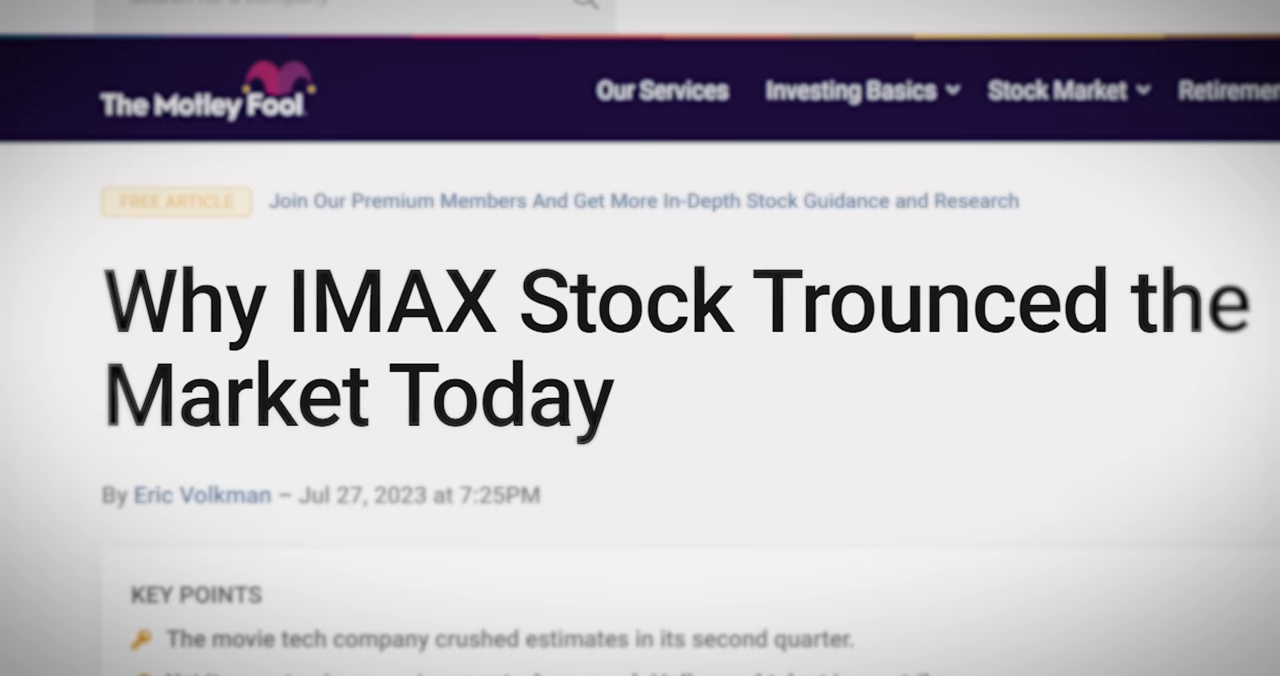 The Motley Fool
Our Services
Investing Basics
Stock Market
FREE ARTICLE
Join Our Premium Members And Get More In-Depth Stock Guidance and Research
Why IMAX Stock Trounced the
Market Today
By Eric Volkman – Jul 27, 2023 at 7:25PM
KEY POINTS
The movie tech company crushed estimates in its second quarter.